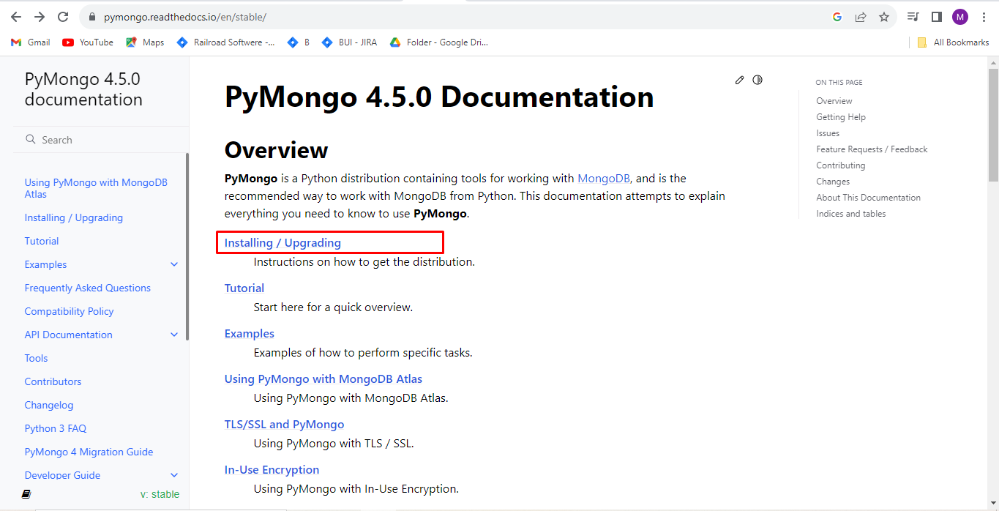 pymongo.readthedocs.io/en/stable/
M
Gmail
YouTube
Maps
Railroad Softwere -...
B
BUI - JIRA
Folder - Google Dri...
All Bookmarks
PyMongo 4.5.0
documentation
Search
Using PyMongo with MongoDB
Atlas
Installing / Upgrading
Tutorial
Examples
Frequently Asked Questions
Compatibility Policy
API Documentation
Tools
Contributors
Changelog
Python 3 FAQ
PyMongo 4 Migration Guide
Developer Guide
v: stable
PyMongo 4.5.0 Documentation
Overview
PyMongo is a Python distribution containing tools for working with MongoDB, and is the
recommended way to work with MongoDB from Python. This documentation attempts to explain
everything you need to know to use PyMongo.
Installing / Upgrading
Instructions on how to get the distribution.
Tutorial
Start here for a quick overview.
Examples
Examples of how to perform specific tasks.
Using PyMongo with MongoDB Atlas
Using PyMongo with MongoDB Atlas.
TLS/SSL and PyMongo
Using PyMongo with TLS / SSL.
In-Use Encryption
Using PyMongo with In-Use Encryption.
ON THIS PAGE
Overview
Getting Help
Issues
Feature Requests / Feedback
Contributing
Changes
About This Documentation
Indices and tables